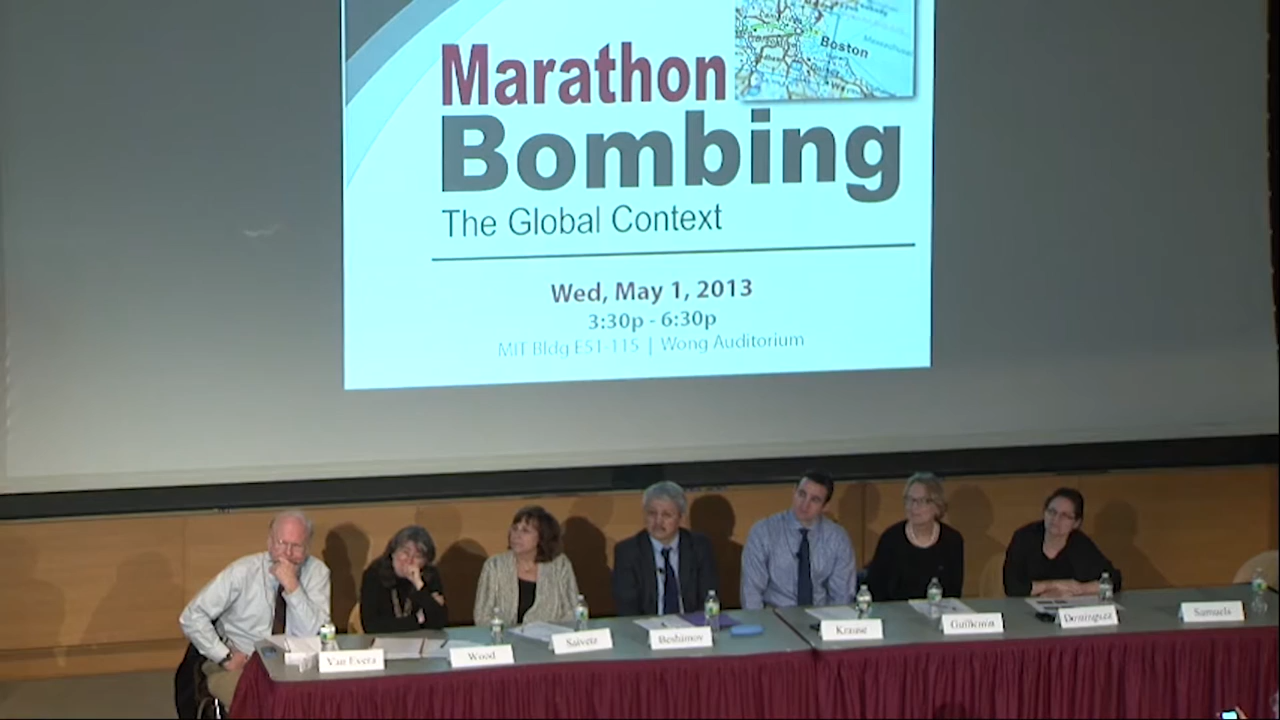 Boston
Marathon
Bombing
The Global Context
Wed, May 1, 2013
3:30p - 6:30p
MIT Bldg E51-115 | Wong Auditorium
Van Evera
Wood
Saivetz
Beshimov
Krause
Guillemin
Dominguez
Samuels